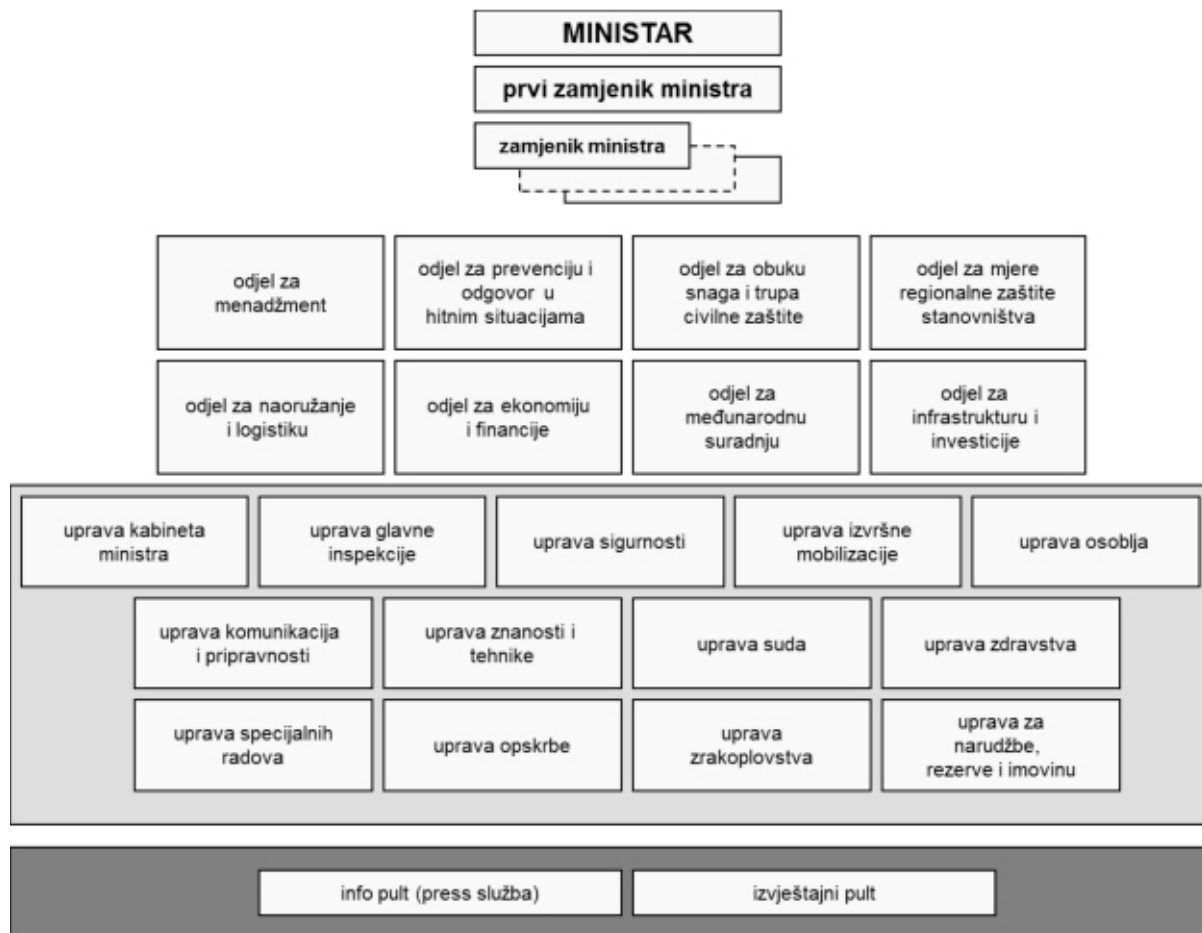 MINISTAR
prvi zamjenik ministra
zamjenik ministra
odjel za
menadžment
odjel za prevenciju i
odgovor u
hitnim situacijama
odjel za obuku
snaga i trupa
civilne zaštite
odjel za mjere
regionalne zaštite
stanovništva
odjel za naoružanje
i logistiku
odjel za ekonomiju
i financije
odjel za
međunarodnu
suradnju
odjel za
infrastrukturu i
investicije
uprava kabineta
ministra
uprava glavne
inspekcije
uprava sigurnosti
uprava izvršne
mobilizacije
uprava osoblja
uprava komunikacija
i pripravnosti
uprava znanosti i
tehnike
uprava suda
uprava zdravstva
uprava specijalnih
radova
uprava opskrbe
uprava
zrakoplovstva
uprava za
narudžbe,
rezerve i imovinu
info pult (press služba)
izvještajni pult